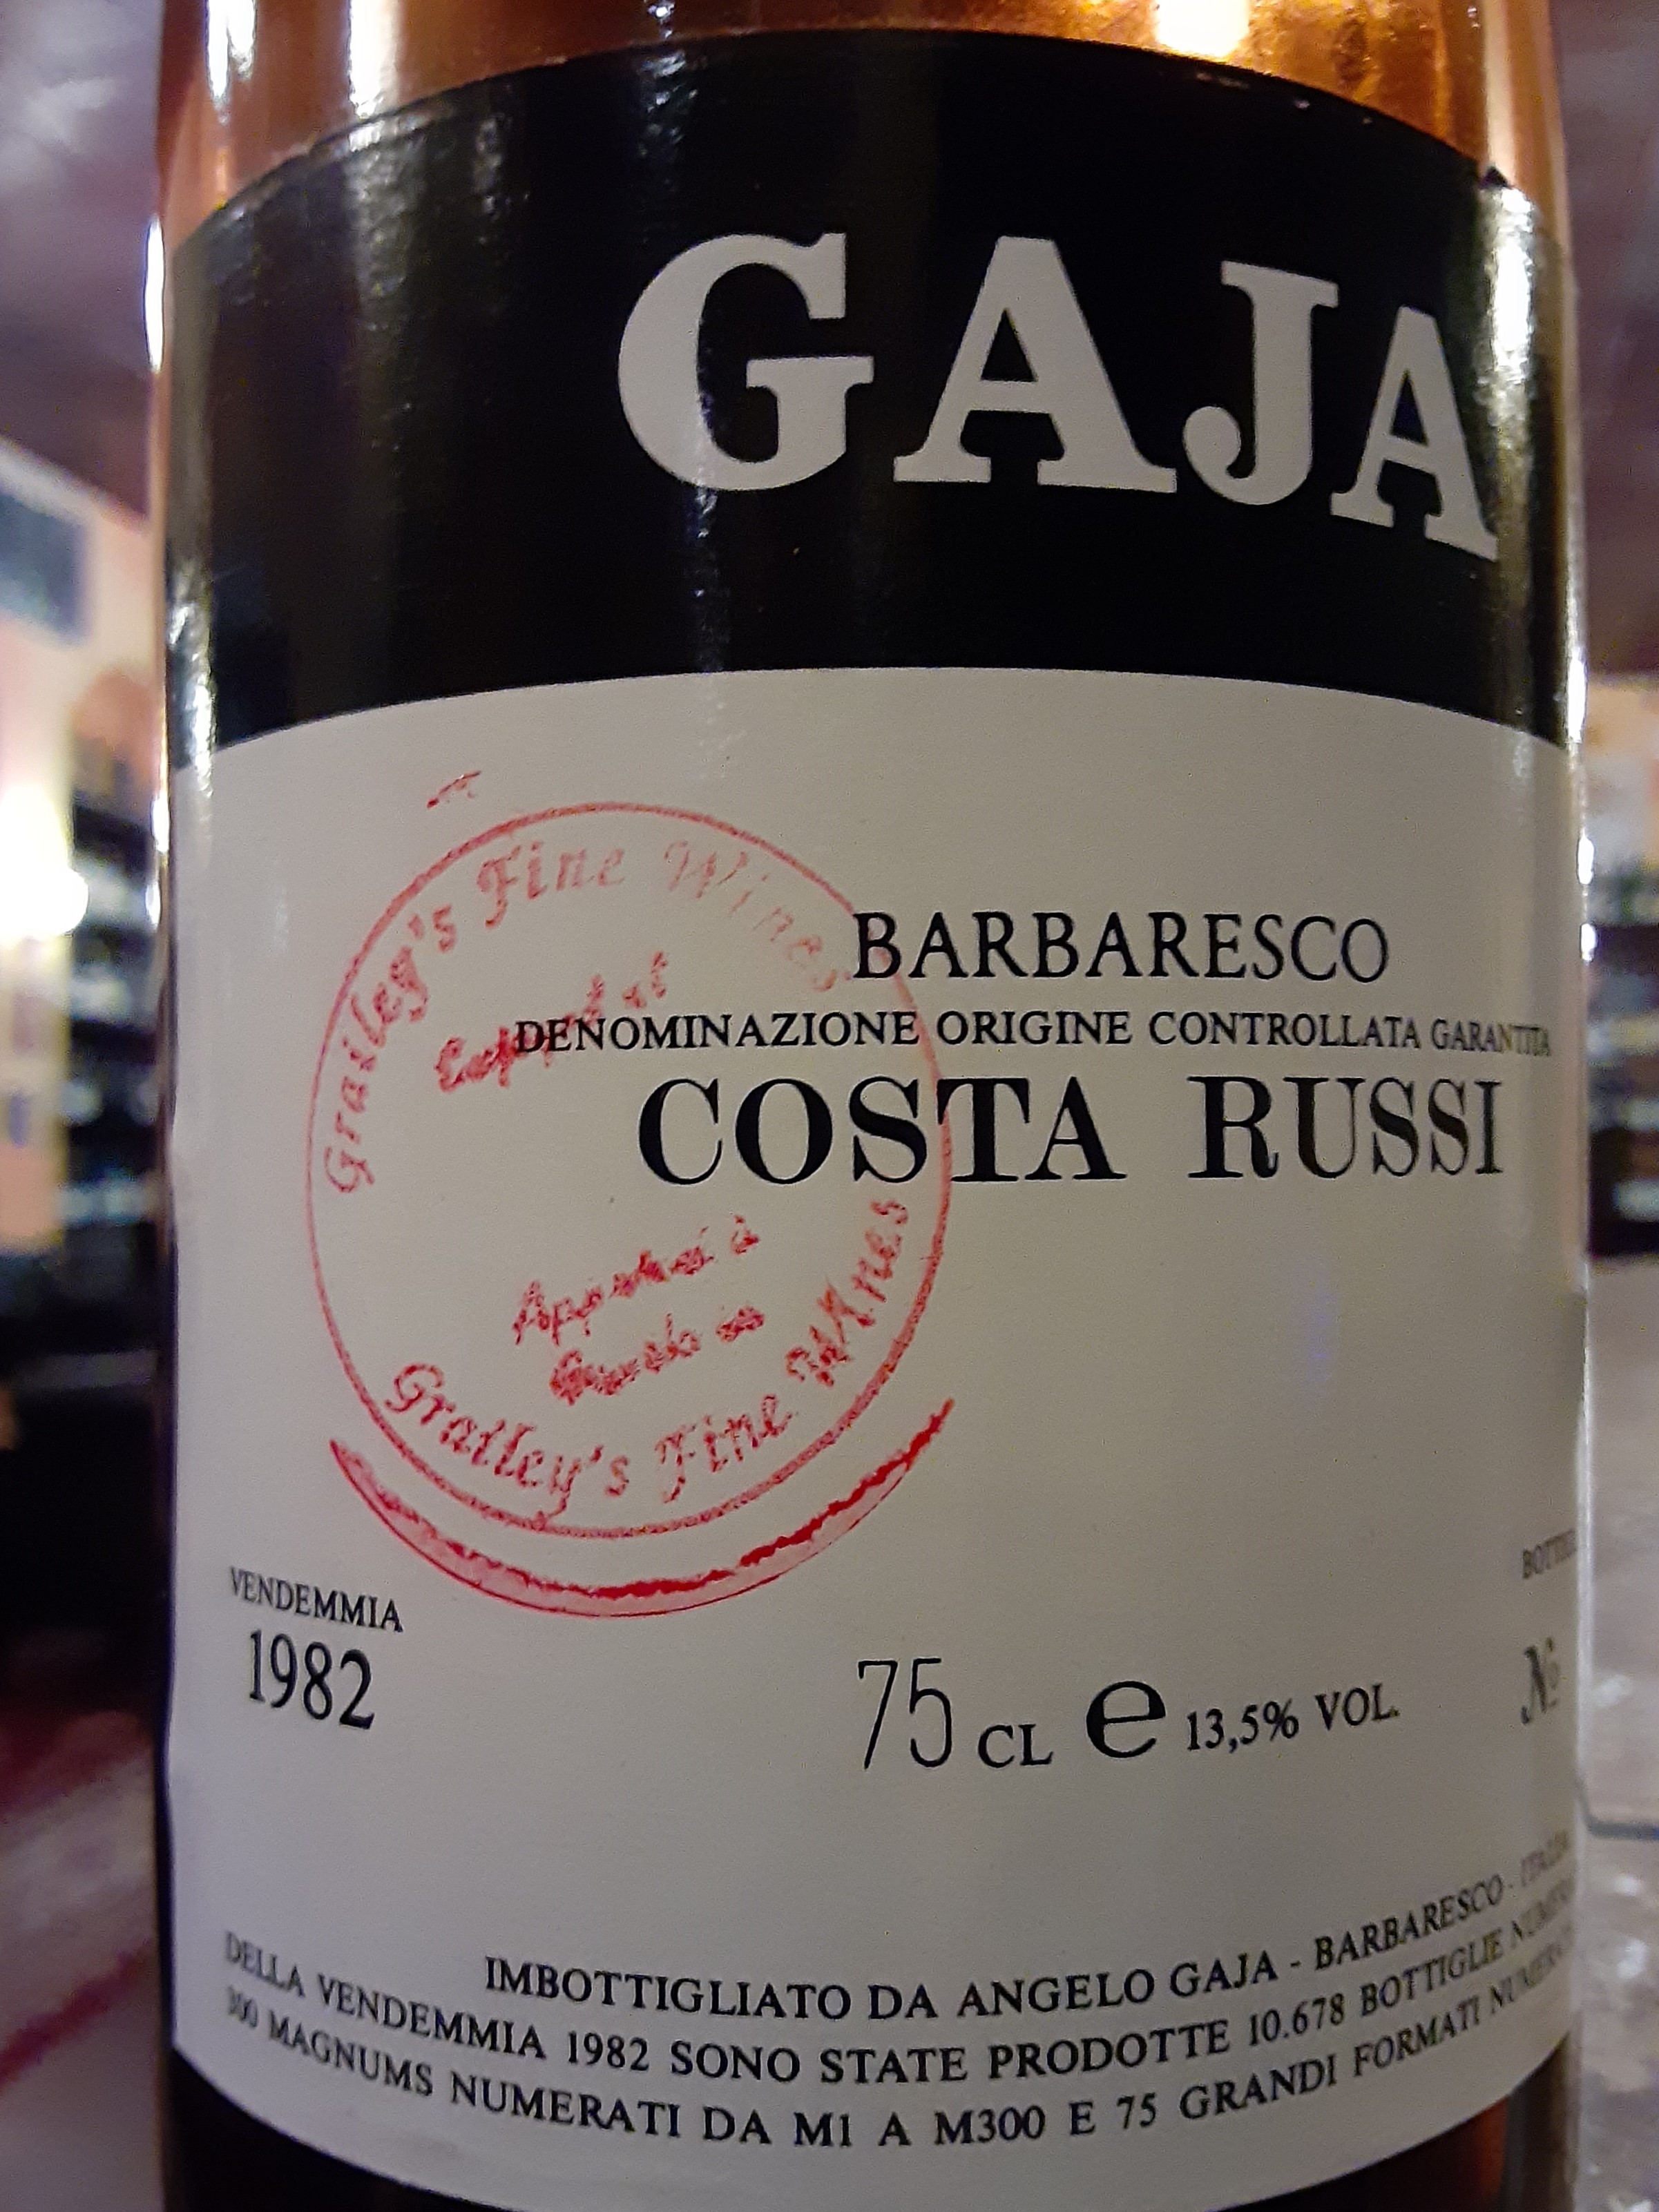 GAJA
Grailey's Fine Wines
BARBARESCO
DENOMINAZIONE ORIGINE CONTROLLATA GARANTITA
COSTA RUSSI
Grailey's Fine Wines
VENDEMMIA
1982
75 CL e 13,5% VOL.
Nº
IMBOTTIGLIATO DA ANGELO GAJA - BARBARESCO - ITALIA
DELLA VENDEMMIA 1982 SONO STATE PRODOTTE 10.678 BOTTIGLIE
300 MAGNUMS NUMERATI DA M1 A M300 E 75 GRANDI FORMATI